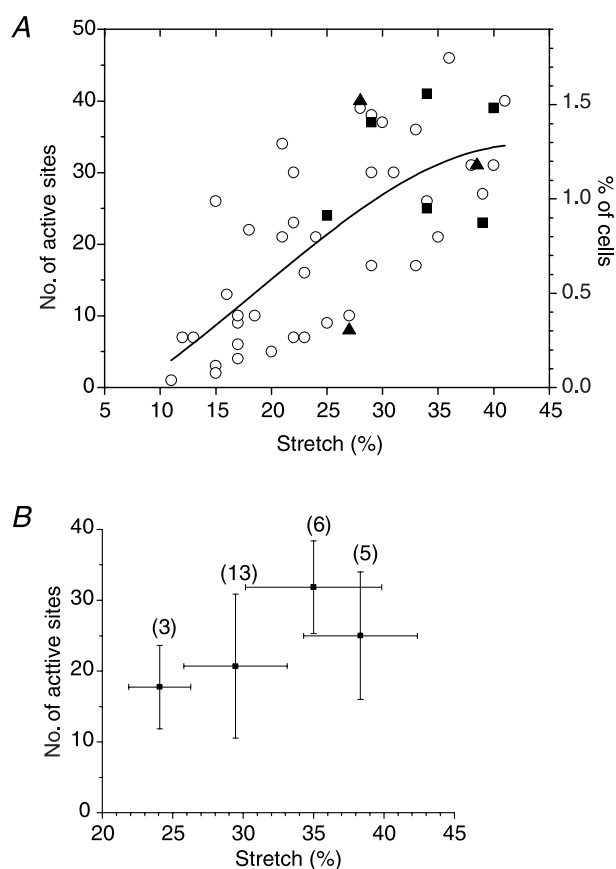 A
50
40
30
20
10
0
No. of active sites
1.5
1.0
0.5
0.0
% of cells
5 10 15 20 25 30 35 40 45
Stretch (%)
B
40
30
20
10
0
No. of acttive sites
(3)
(13)
(6)
(5)
20 25 30 35 40 45
Stretch (%)